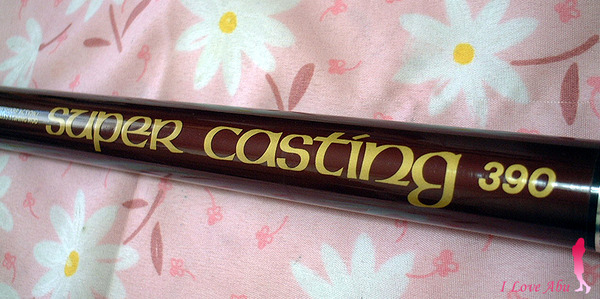 super casting 390
I Love Abu